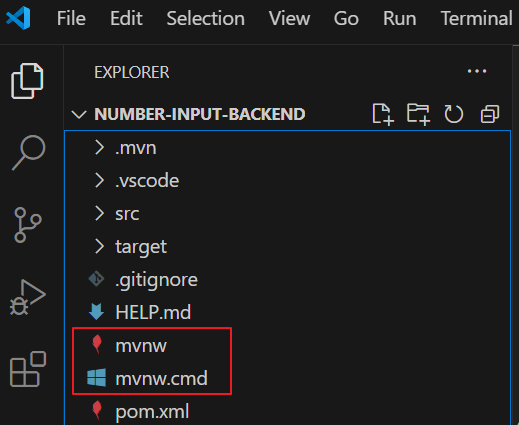 File Edit Selection View Go Run Terminal
EXPLORER
NUMBER-INPUT-BACKEND
.mvn
.vscode
src
target
.gitignore
HELP.md
mvnw
mvnw.cmd
pom.xml